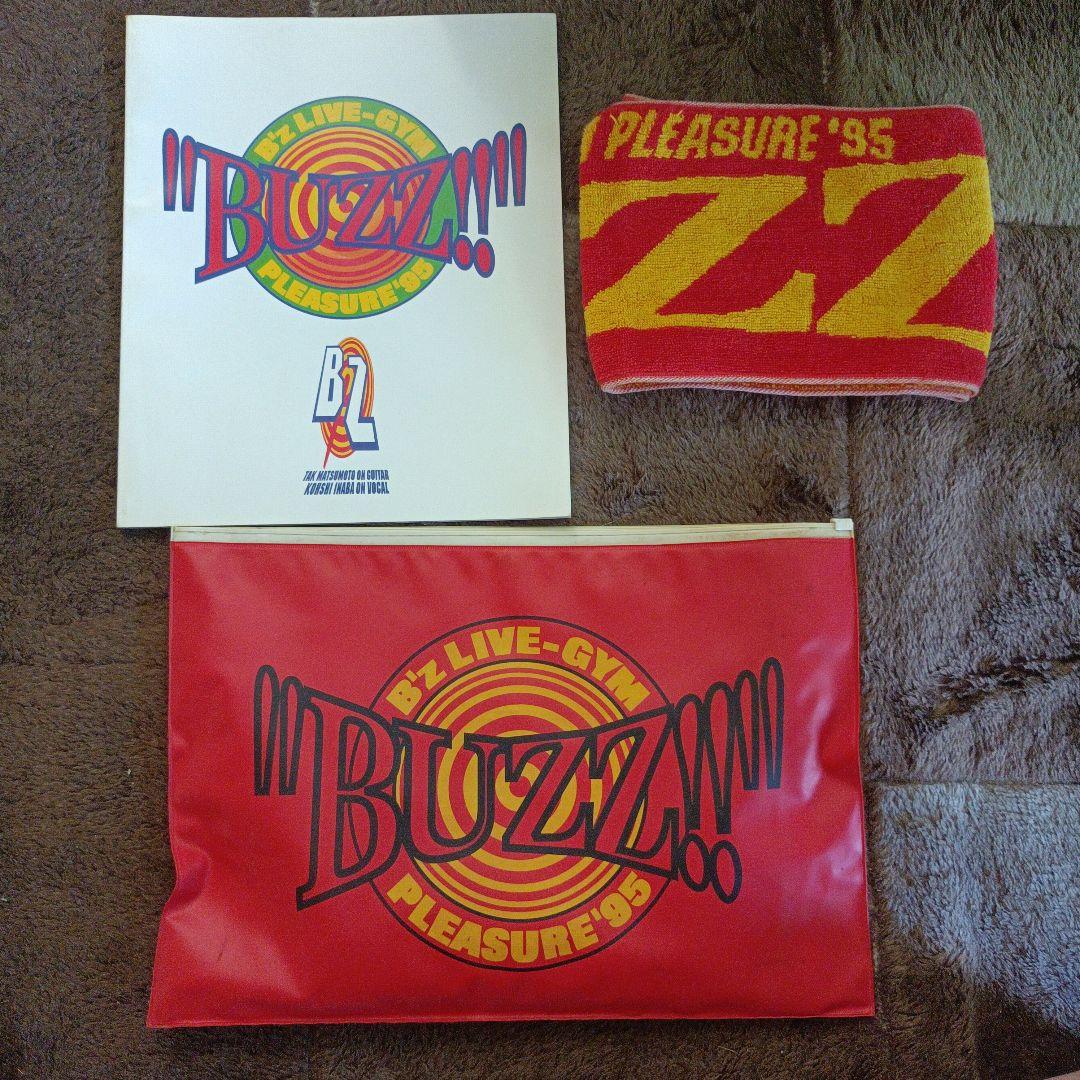 B'z LIVE-GYM
"BUZZ!!"
PLEASURE'95
B'Z
TAK MATSUMOTO ON GUITAR
KOHSHI INABA ON VOCAL
PLEASURE '95
ZZ
B'z LIVE-GYM
"BUZZ!!"
PLEASURE'95